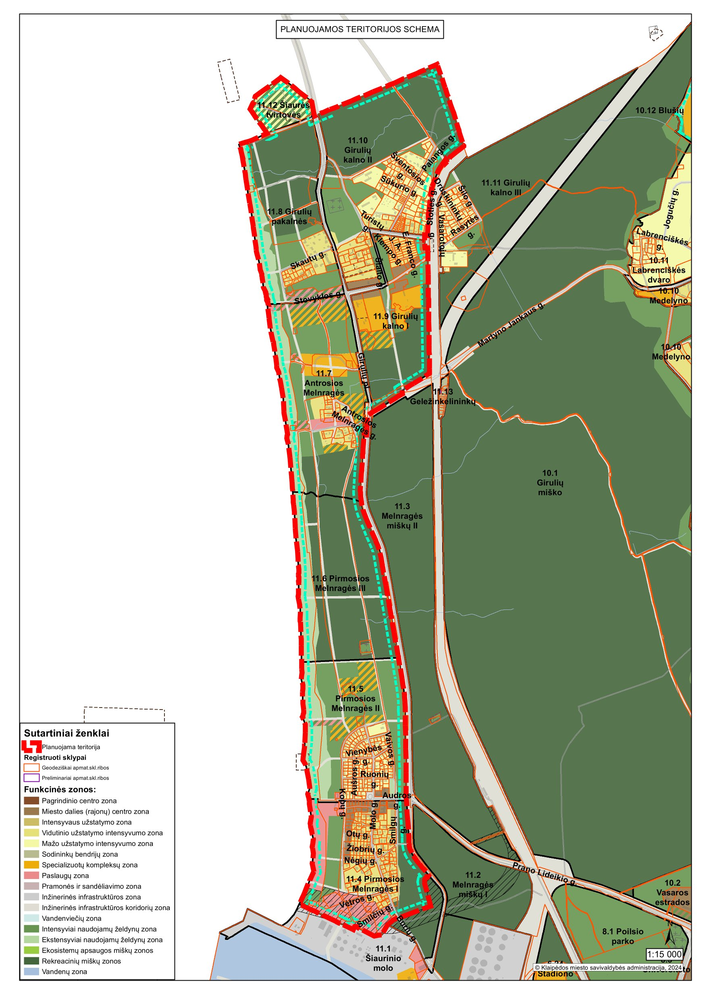 PLANUOJAMOS TERITORIJOS SCHEMA
11.12 Šiaurės
tvirtovės
10.12 Blušių
11.10
Girulių
kalno II
Palangos g.
Šventosios
g.
Sūkurio g.
Druskininkų
g.
Šilo g.
11.11 Girulių
kalno III
Jogučių g.
11.8 Girulių
pakalnės
Stoties g.
Vasarotojų
g.
Rasytės
g.
Turistų
g.
J. A.
E. Franco g.
Klempo g.
Šlaito g.
Labrenciškės
g.
Skautų g.
10.11
Labrenciškės
dvaro
10.10
Medelyno
Stovyklos g.
11.9 Girulių
kalno I
Martyno Jankaus g.
10.10
Medelyno
Girulių pl.
11.7
Antrosios
Melnragės
11.13
Geležinkelininkų
Antrosios
Melnragės g.
10.1
Girulių
miško
11.3
Melnragės
miškų II
11.6 Pirmosios
Melnragės III
11.5
Pirmosios
Melnragės II
Vaivos g.
Vienybės
g.
Aušros g.
Ruonių
g.
Kopų g.
Audros
g.
Molo g.
Smilgų
g.
Otų g.
Žiobrių g.
Nėgių g.
Prano Lideikio g.
11.4 Pirmosios
Melnragės I
11.2
Melnragės
miškų I
10.2
Vasaros
estrados
Vėtros g.
Smilčių g.
Burių g.
N
8.1 Poilsio
parko
11.1
Šiaurinio
molo
1:15 000
© Klaipėdos miesto savivaldybės administracija, 2024
Stadiono
Sutartiniai ženklai
Planuojama teritorija
Registruoti sklypai
Geodeziškai apmat.skl.ribos
Preliminariai apmat.skl.ribos
Funkcinės zonos:
Pagrindinio centro zona
Miesto dalies (rajonų) centro zona
Intensyvaus užstatymo zona
Vidutinio užstatymo intensyvumo zona
Mažo užstatymo intensyvumo zona
Sodininkų bendrijų zona
Specializuotų kompleksų zona
Paslaugų zona
Pramonės ir sandėliavimo zona
Inžinerinės infrastruktūros zona
Inžinerinės infrastruktūros koridorių zona
Vandenviečių zona
Intensyviai naudojamų želdynų zona
Ekstensyviai naudojamų želdynų zona
Ekosistemų apsaugos miškų zonos
Rekreacinių miškų zonos
Vandenų zona